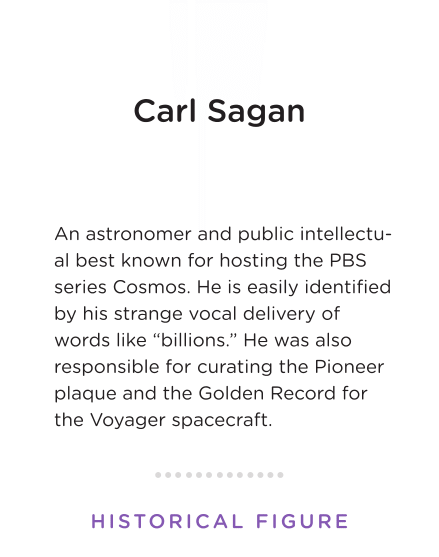 Carl Sagan
An astronomer and public intellectu-
al best known for hosting the PBS
series Cosmos. He is easily identified
by his strange vocal delivery of
words like “billions.” He was also
responsible for curating the Pioneer
plaque and the Golden Record for
the Voyager spacecraft.
HISTORICAL FIGURE